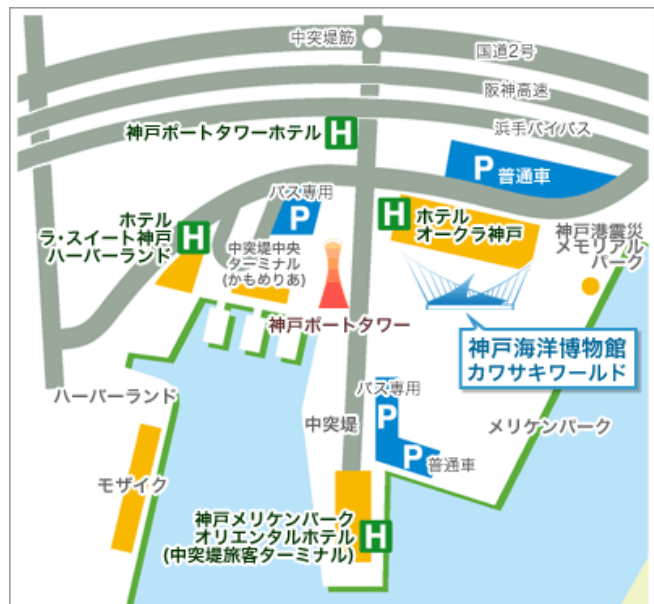 中突堤筋
国道2号
阪神高速
神戸ポートタワーホテル
H
浜手バイパス
P 普通車
バス専用
P
H
ホテル
オークラ神戸
ホテル
ラ・スイート神戸
ハーバーランド
H
中突堤中央
ターミナル
(かもめりあ)
神戸港震災
メモリアル
パーク
神戸ポートタワー
神戸海洋博物館
カワサキワールド
ハーバーランド
バス専用
P
中突堤
メリケンパーク
P 普通車
モザイク
神戸メリケンパーク
オリエンタルホテル
(中突堤旅客ターミナル)
H